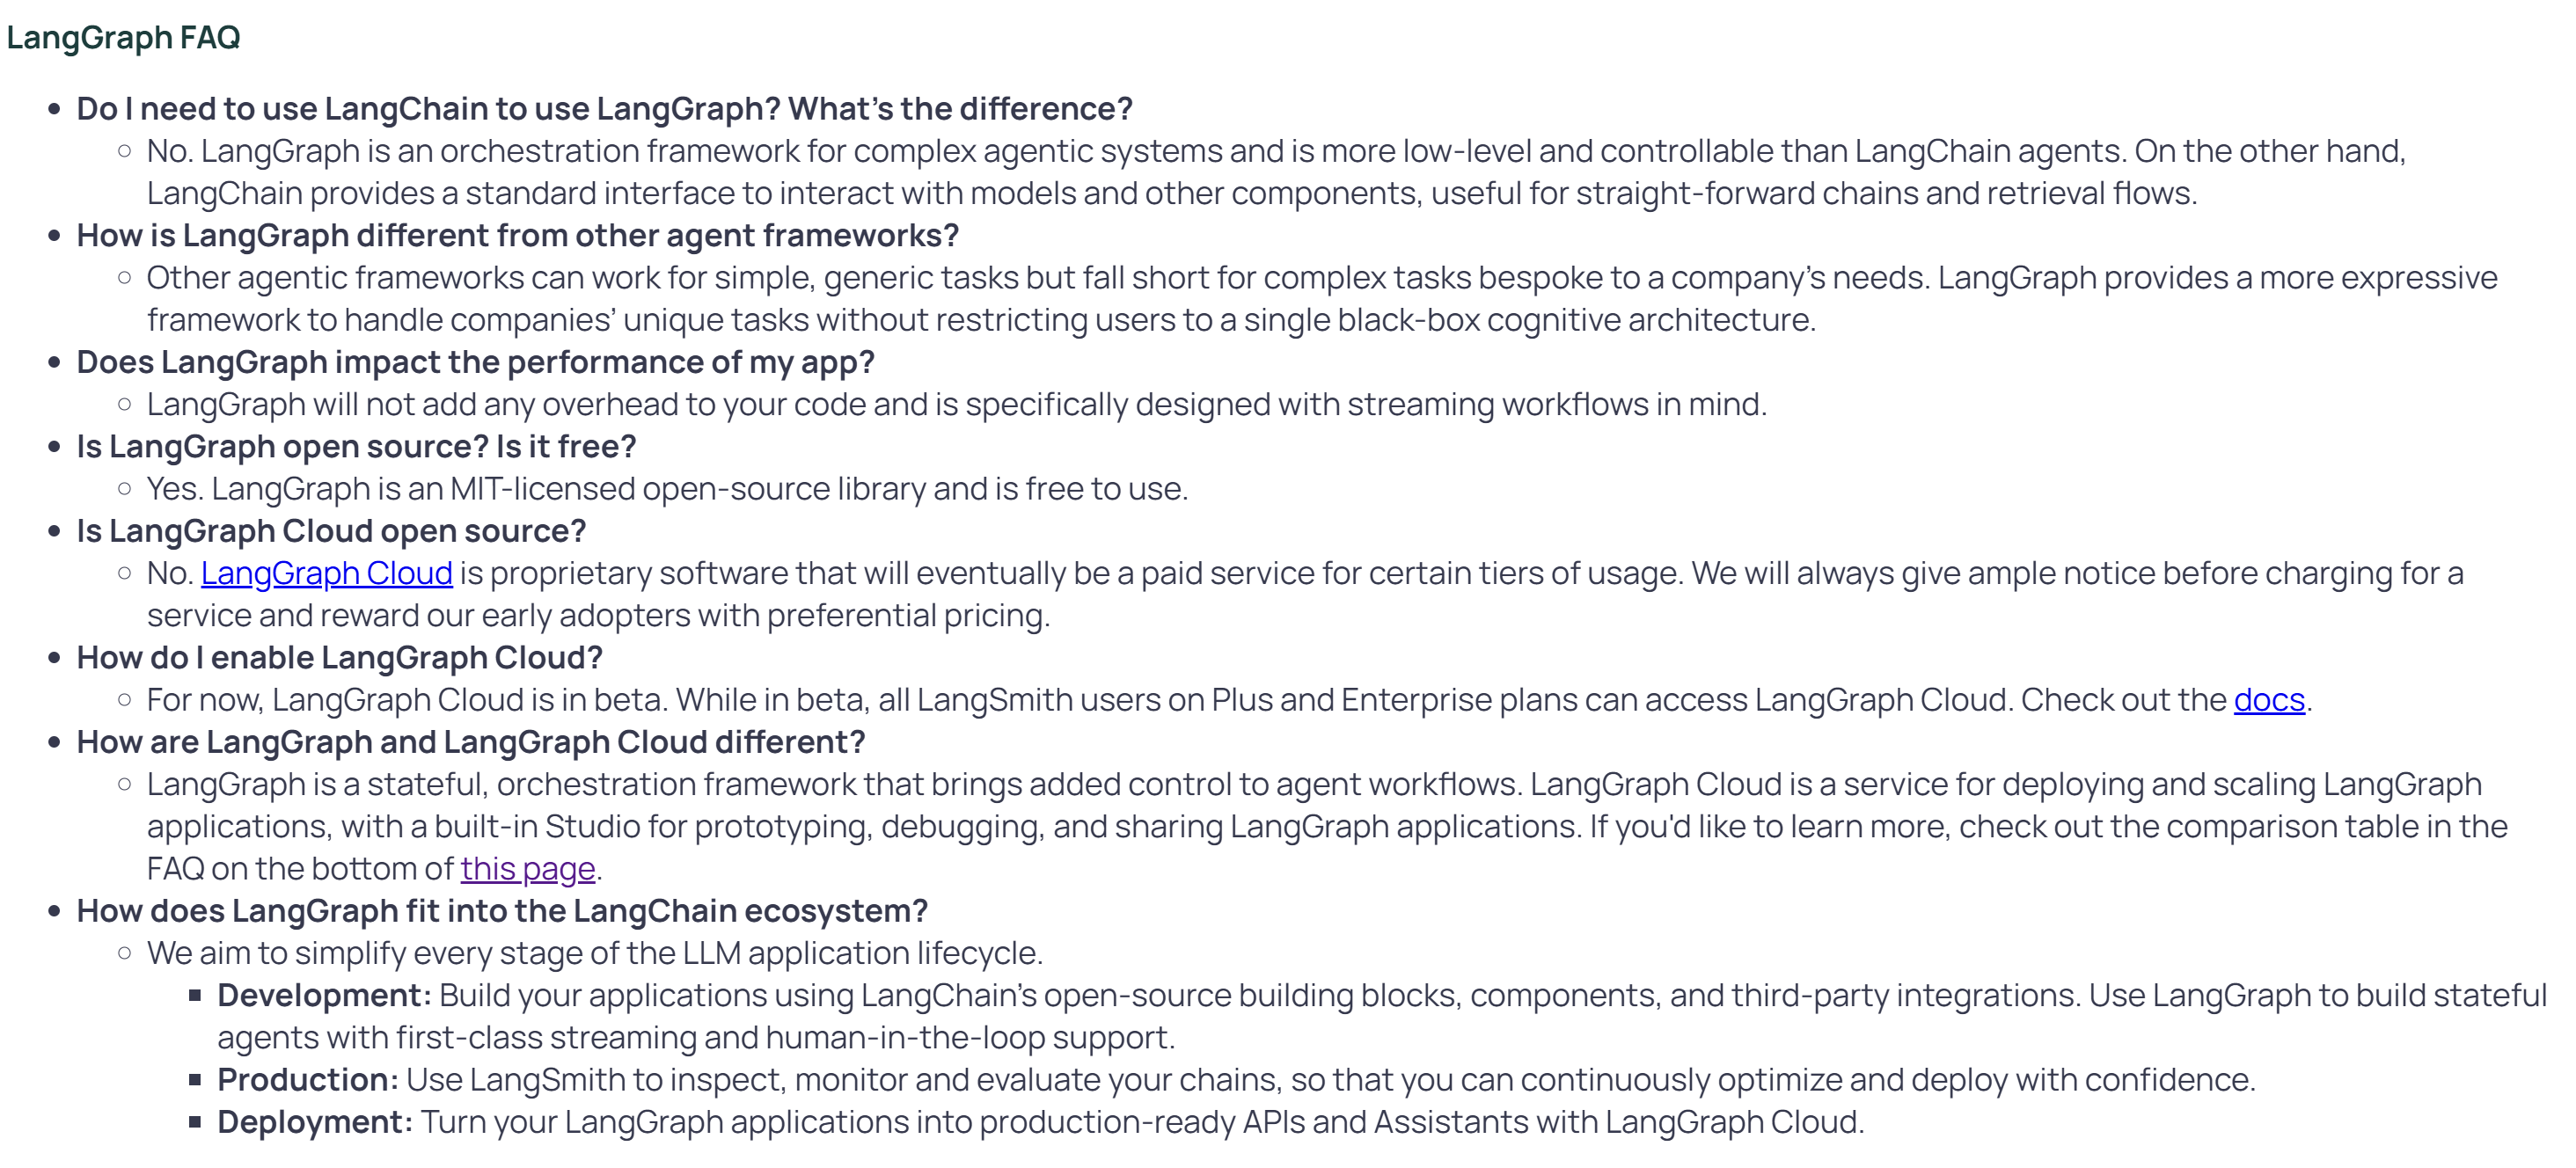 LangGraph FAQ
Do I need to use LangChain to use LangGraph? What’s the difference?
No. LangGraph is an orchestration framework for complex agentic systems and is more low-level and controllable than LangChain agents. On the other hand,
LangChain provides a standard interface to interact with models and other components, useful for straight-forward chains and retrieval flows.
How is LangGraph different from other agent frameworks?
Other agentic frameworks can work for simple, generic tasks but fall short for complex tasks bespoke to a company’s needs. LangGraph provides a more expressive
framework to handle companies’ unique tasks without restricting users to a single black-box cognitive architecture.
Does LangGraph impact the performance of my app?
LangGraph will not add any overhead to your code and is specifically designed with streaming workflows in mind.
Is LangGraph open source? Is it free?
Yes. LangGraph is an MIT-licensed open-source library and is free to use.
Is LangGraph Cloud open source?
No. LangGraph Cloud is proprietary software that will eventually be a paid service for certain tiers of usage. We will always give ample notice before charging for a
service and reward our early adopters with preferential pricing.
How do I enable LangGraph Cloud?
For now, LangGraph Cloud is in beta. While in beta, all LangSmith users on Plus and Enterprise plans can access LangGraph Cloud. Check out the docs.
How are LangGraph and LangGraph Cloud different?
LangGraph is a stateful, orchestration framework that brings added control to agent workflows. LangGraph Cloud is a service for deploying and scaling LangGraph
applications, with a built-in Studio for prototyping, debugging, and sharing LangGraph applications. If you'd like to learn more, check out the comparison table in the
FAQ on the bottom of this page.
How does LangGraph fit into the LangChain ecosystem?
We aim to simplify every stage of the LLM application lifecycle.
Development: Build your applications using LangChain’s open-source building blocks, components, and third-party integrations. Use LangGraph to build stateful
agents with first-class streaming and human-in-the-loop support.
Production: Use LangSmith to inspect, monitor and evaluate your chains, so that you can continuously optimize and deploy with confidence.
Deployment: Turn your LangGraph applications into production-ready APIs and Assistants with LangGraph Cloud.